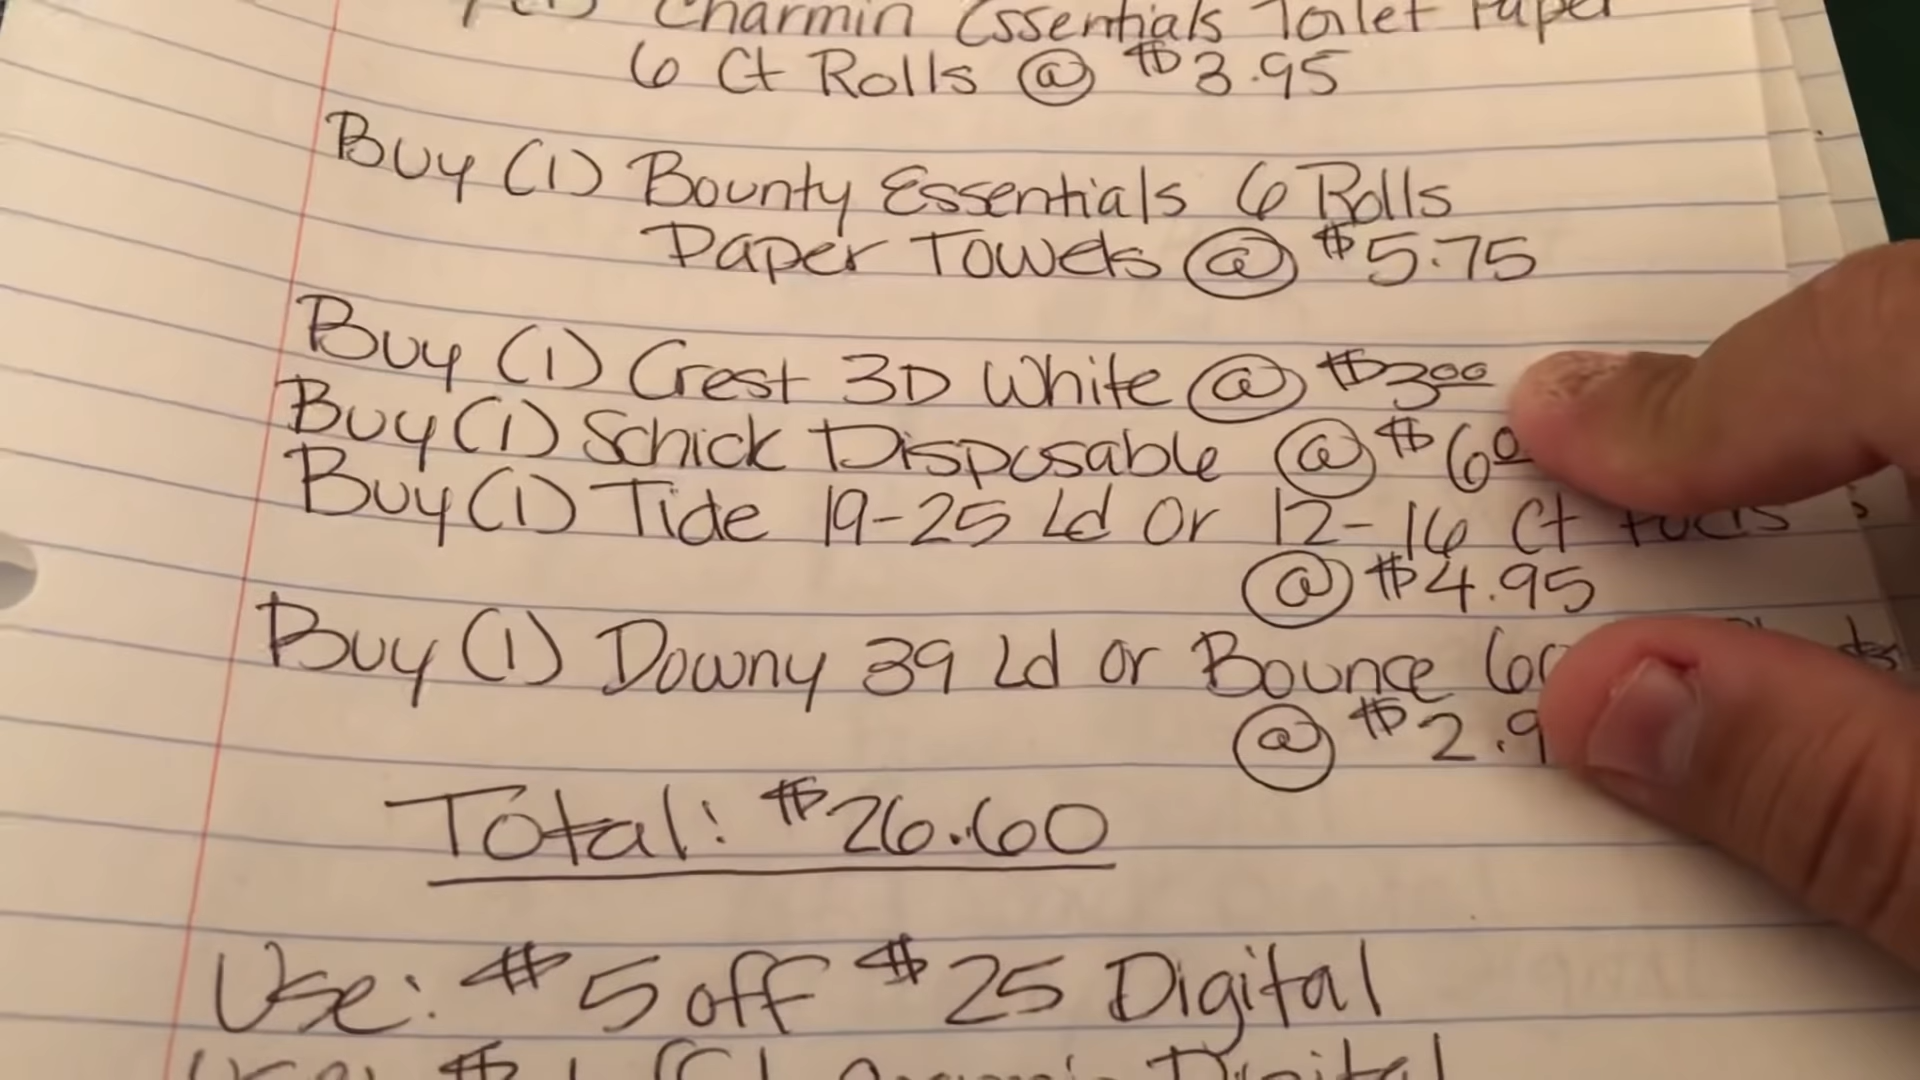 Charmin Essentials Toilet Paper
6 Ct Rolls @ $3.95
Buy (1) Bounty Essentials 6 Rolls
Paper Towels @ $5.75
Buy (1) Crest 3D White @ $3.00
Buy (1) Schick Disposable @ $6
Buy (1) Tide 19-25 Ld Or 12-16 Ct
@ $4.95
Buy (1) Downy 39 Ld or Bounce
@ $2.9
Total: $26.60
Use: $5 off $25 Digital
Digital